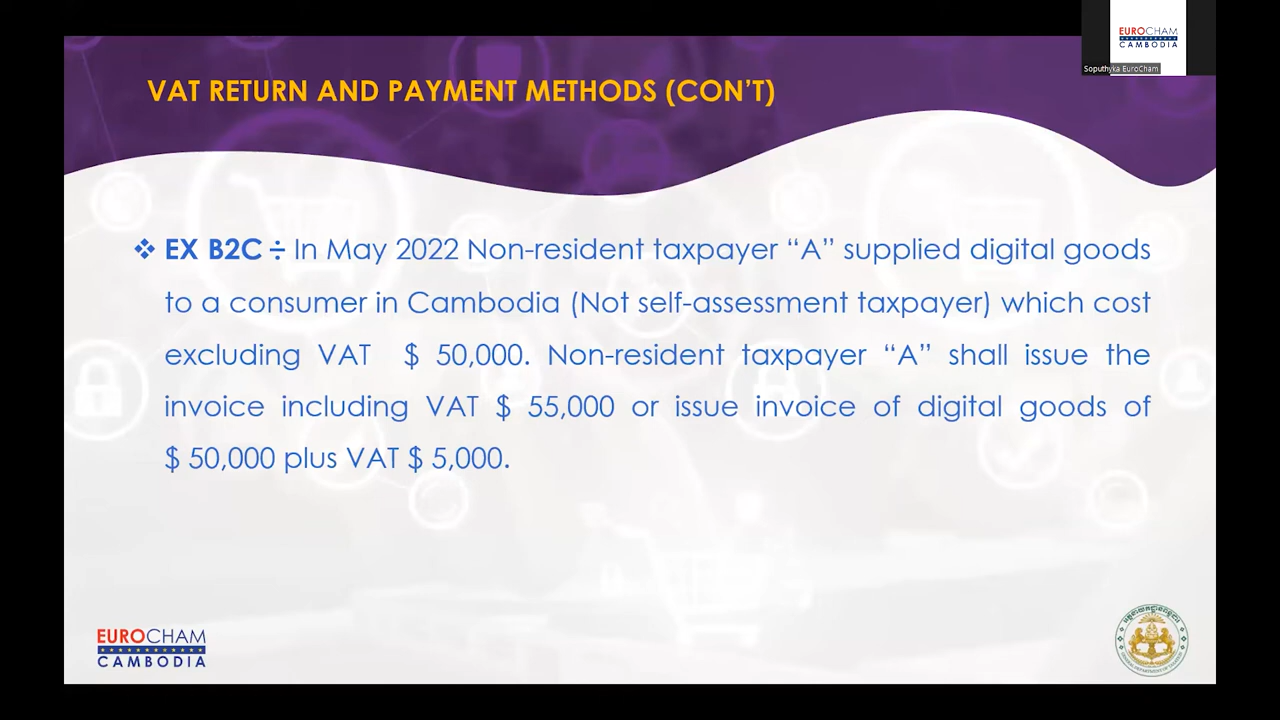 EUROCHAM
CAMBODIA
Soputhyka EuroCham
VAT RETURN AND PAYMENT METHODS (CON’T)
❖ EX B2C ÷ In May 2022 Non-resident taxpayer “A” supplied digital goods
to a consumer in Cambodia (Not self-assessment taxpayer) which cost
excluding VAT $ 50,000. Non-resident taxpayer “A” shall issue the
invoice including VAT $ 55,000 or issue invoice of digital goods of
$ 50,000 plus VAT $ 5,000.
EUROCHAM
CAMBODIA